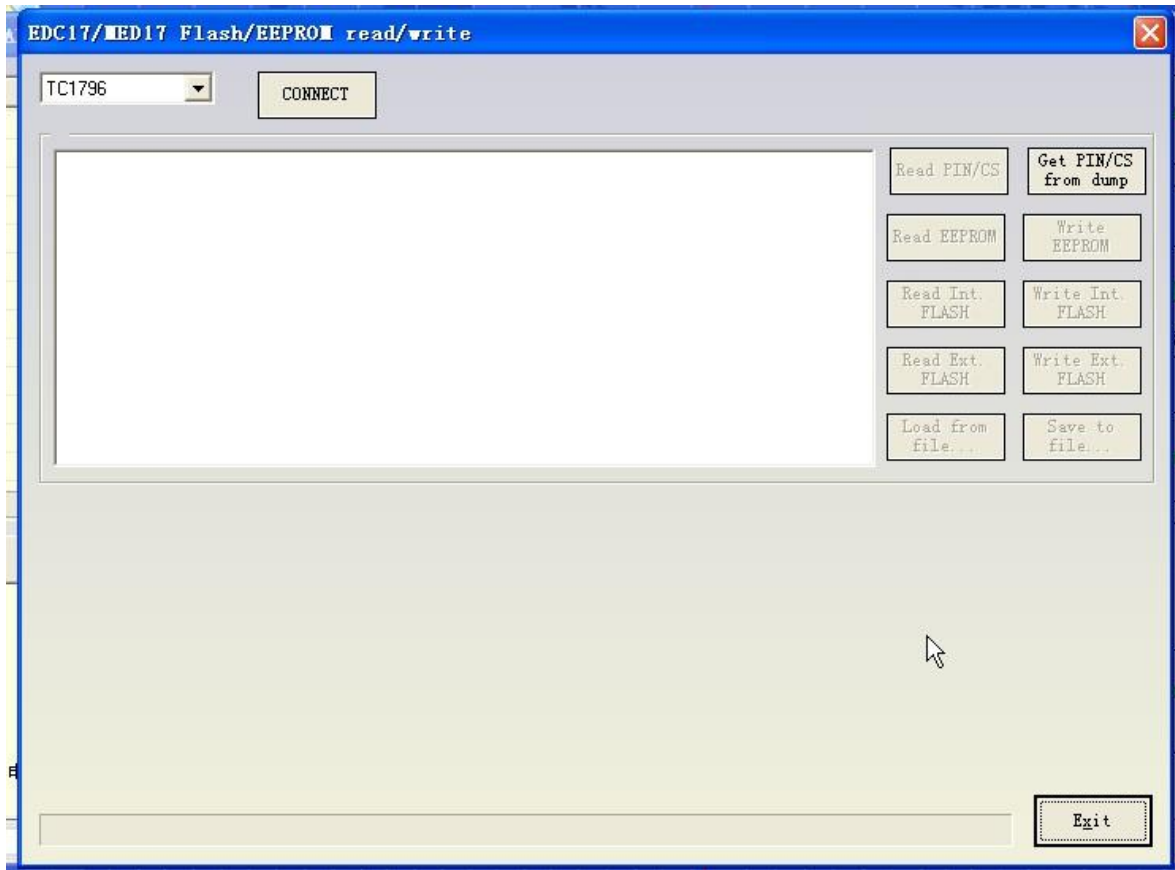 EDC17/MED17 Flash/EEPROM read/write
TC1796
CONNECT
Read PIN/CS
Get PIN/CS
from dump
Read EEPROM
Write
EEPROM
Read Int.
FLASH
Write Int.
FLASH
Read Ext.
FLASH
Write Ext.
FLASH
Load from
file...
Save to
file...
Exit